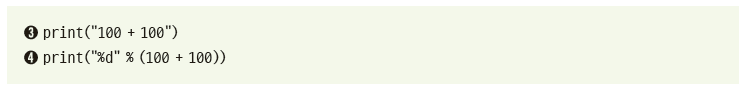 ❸ print("100 + 100")
❹ print("%d" % (100 + 100))